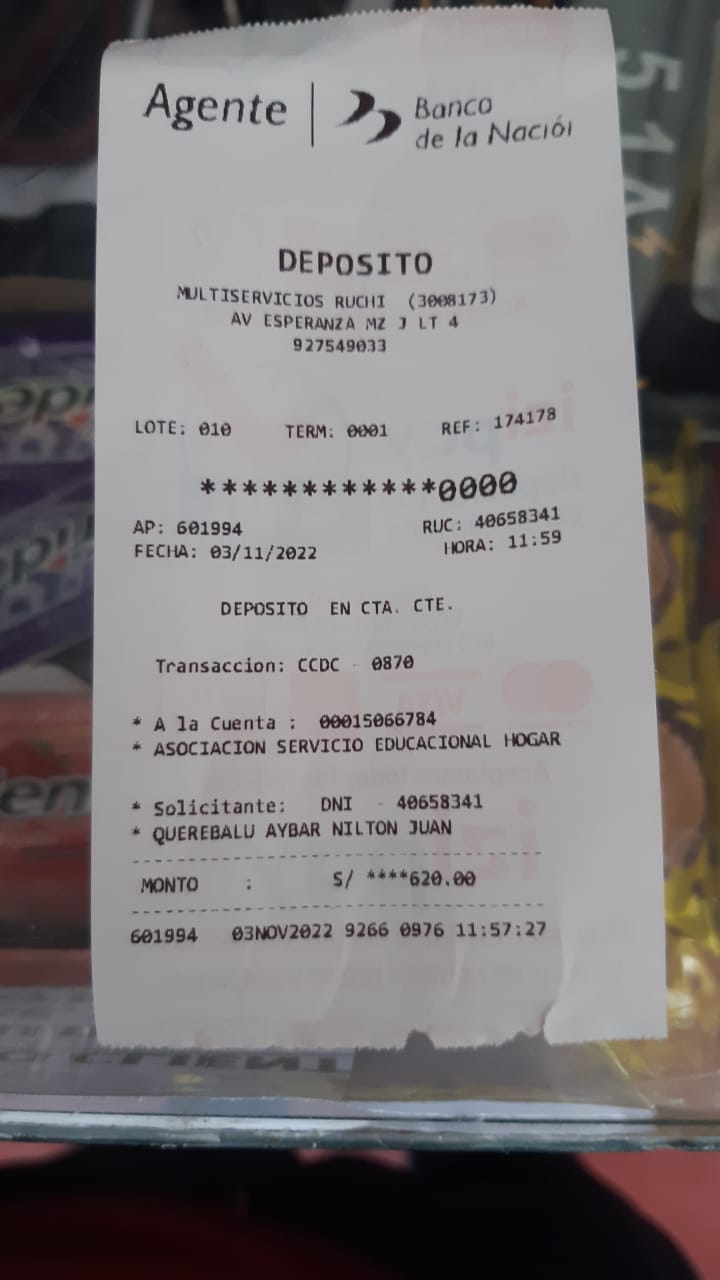 Agente | Banco
de la Nación
DEPOSITO
MULTISERVICIOS RUCHI (3008173)
AV ESPERANZA MZ J LT 4
927549033
LOTE: 010 TERM: 0001 REF: 174178
************0000
AP: 601994 RUC: 40658341
FECHA: 03/11/2022 HORA: 11:59
DEPOSITO EN CTA. CTE.
Transaccion: CCDC - 0870
* A la Cuenta : 00015066784
* ASOCIACION SERVICIO EDUCACIONAL HOGAR
* Solicitante: DNI - 40658341
* QUEREBALU AYBAR NILTON JUAN
MONTO : S/ ****620.00
601994 03NOV2022 9266 0976 11:57:27